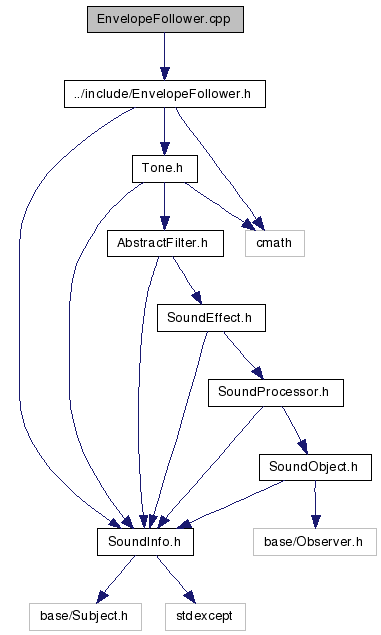 EnvelopeFollower.cpp
../include/EnvelopeFollower.h
Tone.h
AbstractFilter.h
cmath
SoundEffect.h
SoundProcessor.h
SoundObject.h
SoundInfo.h
base/Observer.h
base/Subject.h
stdexcept